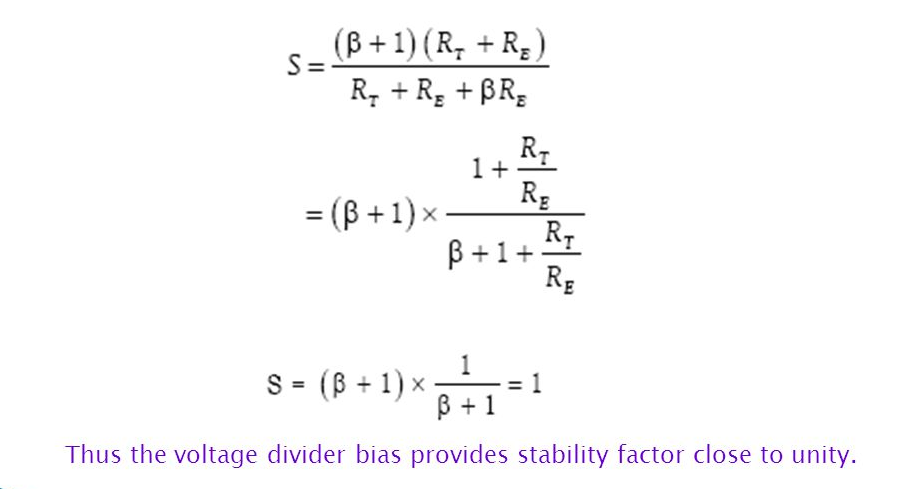 S = (β + 1) (R_T + R_E) / R_T + R_E + βR_E
= (β + 1) × 1 + R_T / R_E / β + 1 + R_T / R_E
S = (β + 1) × 1 / β + 1 = 1
Thus the voltage divider bias provides stability factor close to unity.